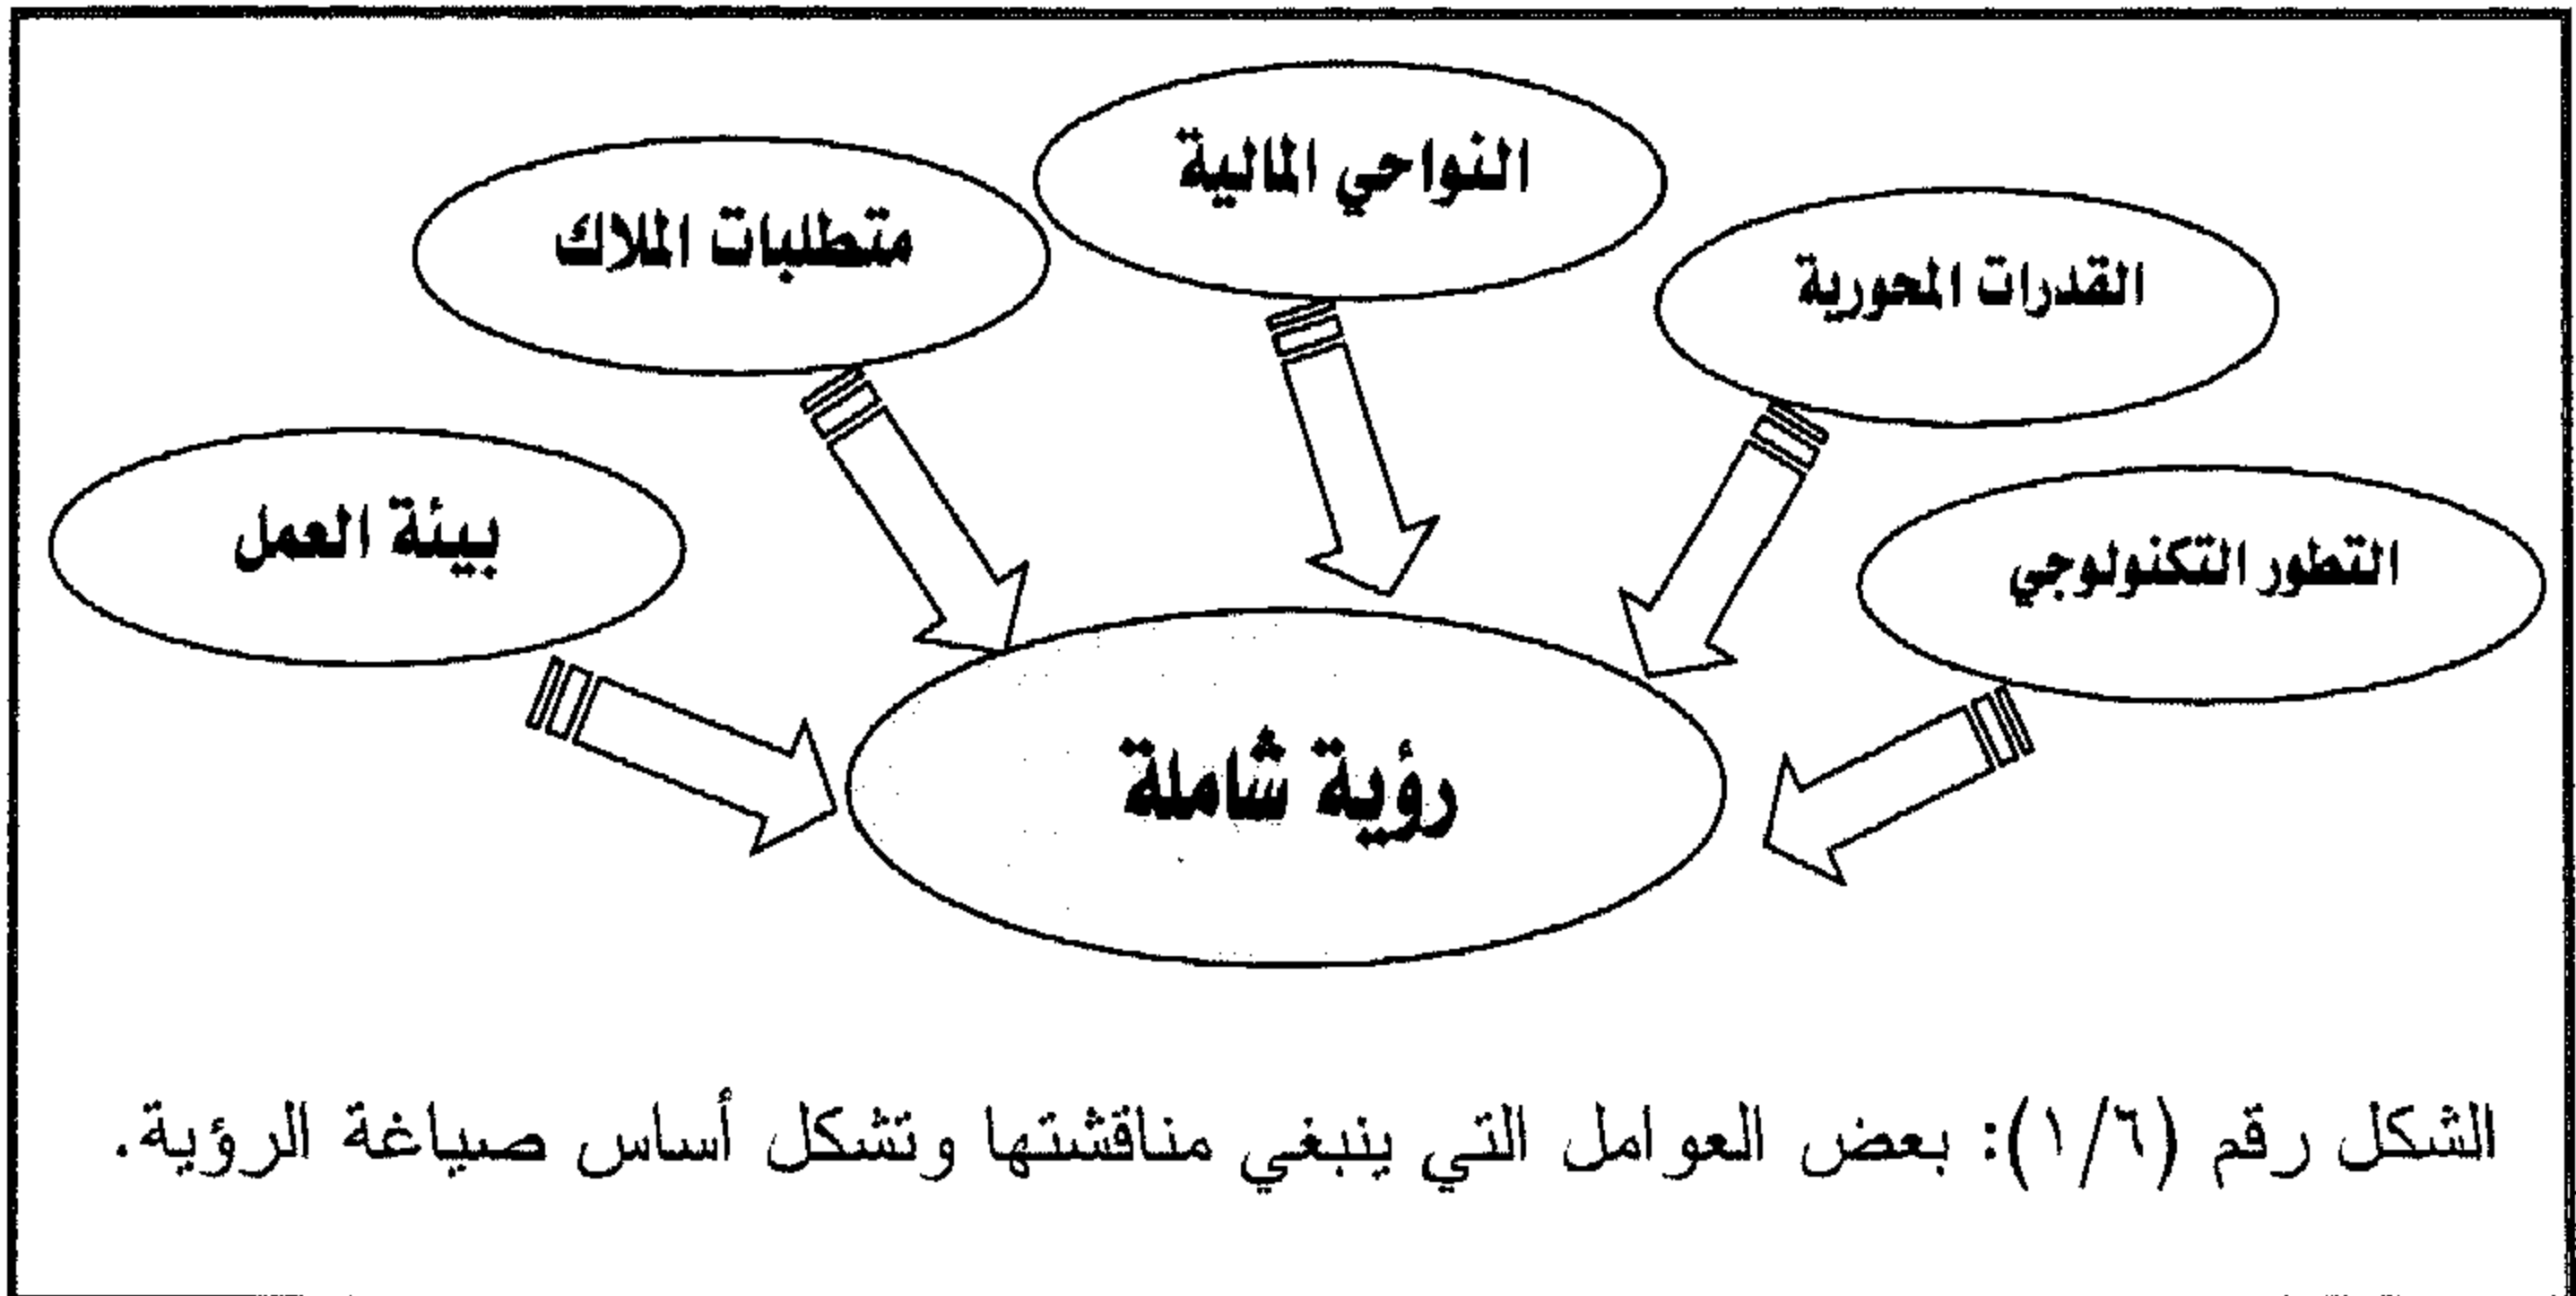 النواحي المالية
القدرات المحورية
متطلبات الملاك
التطور التكنولوجي
بيئة العمل
رؤية شاملة
الشكل رقم (١/٦): بعض العوامل التي ينبغي مناقشتها وتشكل أساس صياغة الرؤية.